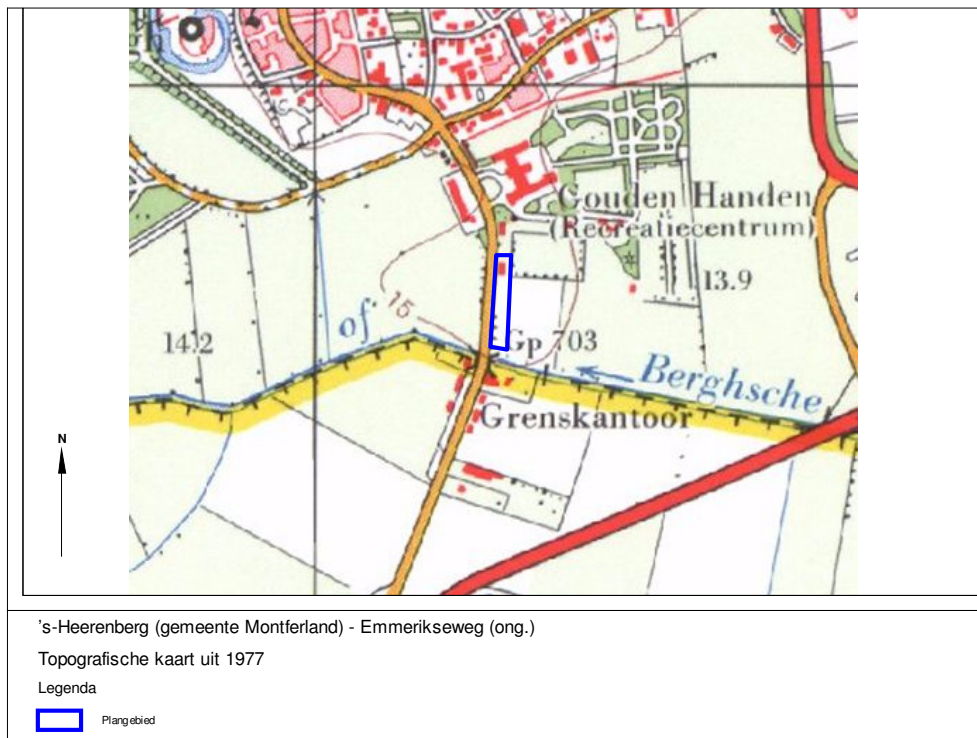 Gouden Handen
(Recreatiecentrum)
13.9
15
Gp 703
14.2
of
Berghsche
Grenskantoor
N
's-Heerenberg (gemeente Montferland) - Emmerikseweg (ong.)
Topografische kaart uit 1977
Legenda
Plangebied